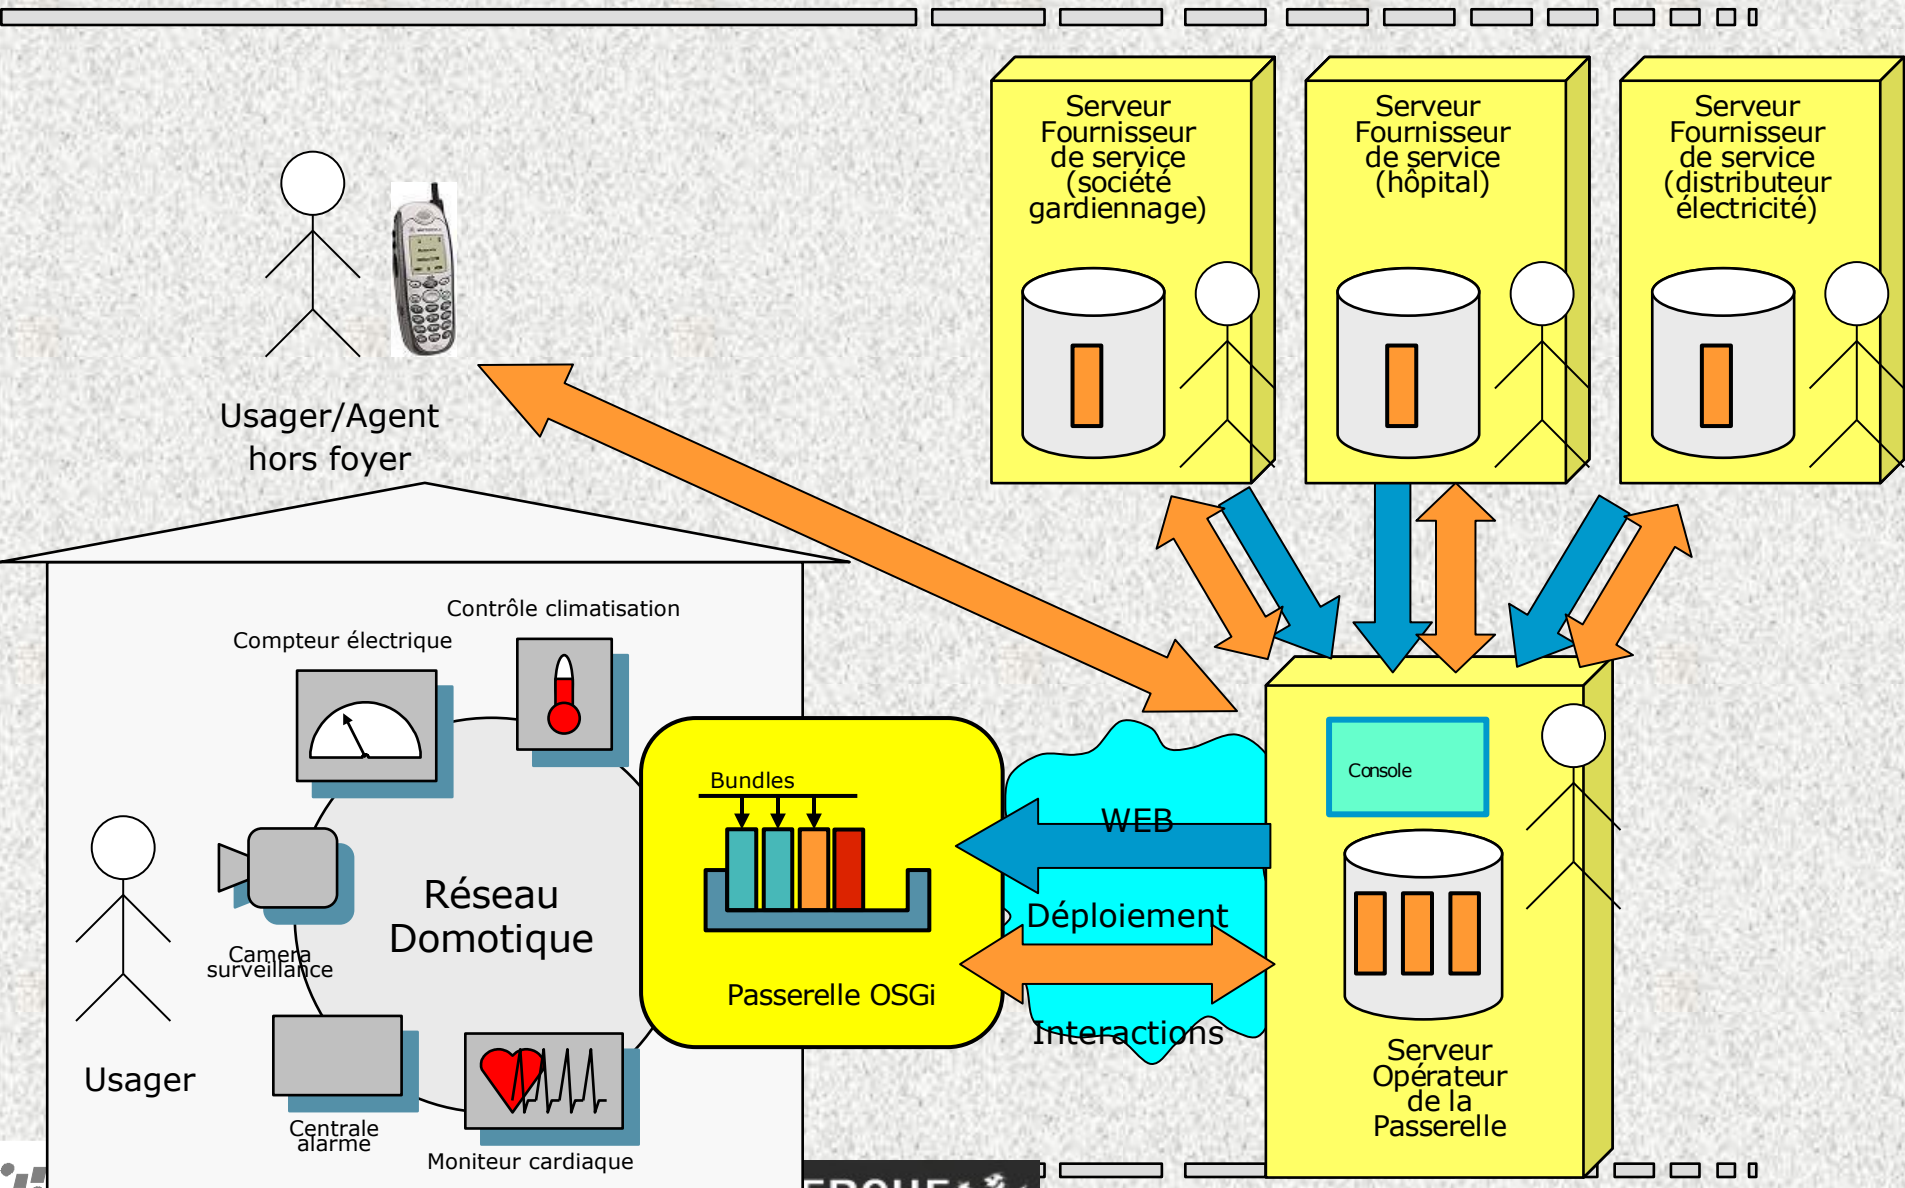 Serveur
Fournisseur
de service
(société
gardiennage)
Serveur
Fournisseur
de service
(hôpital)
Serveur
Fournisseur
de service
(distributeur
électricité)
Usager/Agent
hors foyer
Contrôle climatisation
Compteur électrique
Bundles
Console
WEB
Réseau
Domotique
Déploiement
Camera
surveillance
Passerelle OSGi
Interactions
Usager
Serveur
Opérateur
de la
Passerelle
Centrale
alarme
Moniteur cardiaque